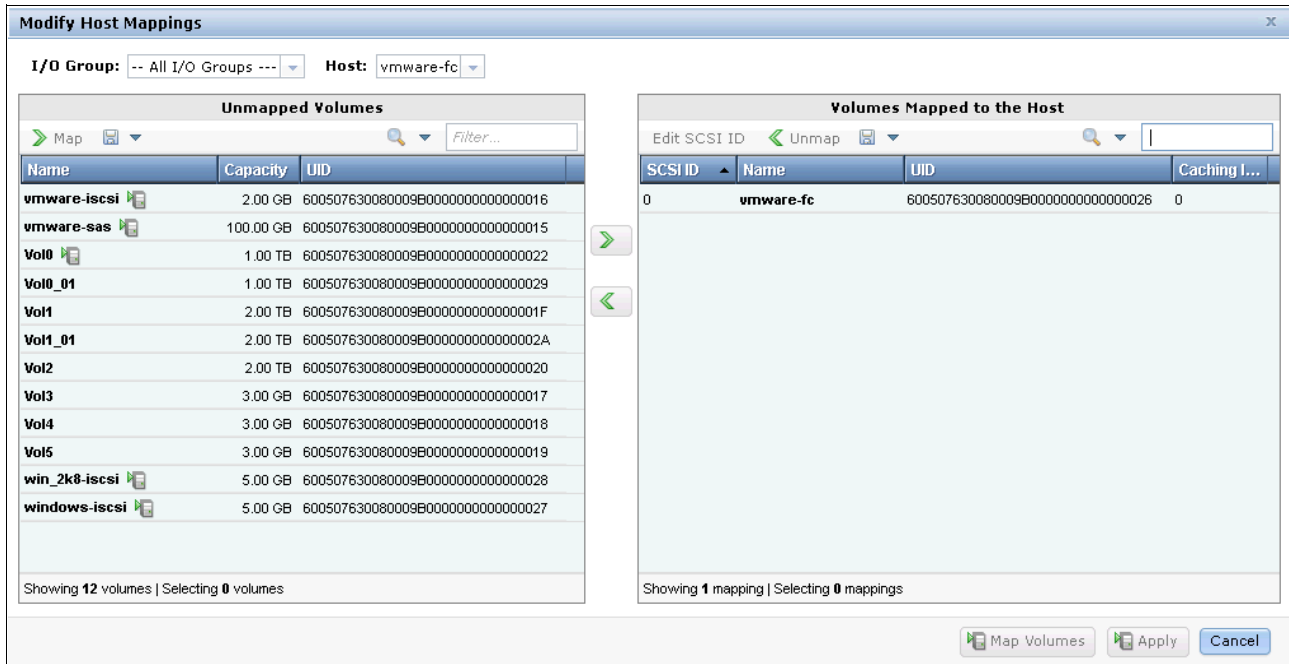 Modify Host Mappings
x
I/O Group: -- All I/O Groups --- Host: vmware-fc
Unmapped Volumes
Map Filter...
Name Capacity UID
vmware-iscsi 2.00 GB 600507630080009B0000000000000016
vmware-sas 100.00 GB 600507630080009B0000000000000015
Vol0 1.00 TB 600507630080009B0000000000000022
Vol0_01 1.00 TB 600507630080009B0000000000000029
Vol1 2.00 TB 600507630080009B000000000000001F
Vol1_01 2.00 TB 600507630080009B000000000000002A
Vol2 2.00 TB 600507630080009B0000000000000020
Vol3 3.00 GB 600507630080009B0000000000000017
Vol4 3.00 GB 600507630080009B0000000000000018
Vol5 3.00 GB 600507630080009B0000000000000019
win_2k8-iscsi 5.00 GB 600507630080009B0000000000000028
windows-iscsi 5.00 GB 600507630080009B0000000000000027
Showing 12 volumes | Selecting 0 volumes
Volumes Mapped to the Host
Edit SCSI ID Unmap
SCSI ID Name UID Caching I...
0 vmware-fc 600507630080009B0000000000000026 0
Showing 1 mapping | Selecting 0 mappings
Map Volumes Apply Cancel